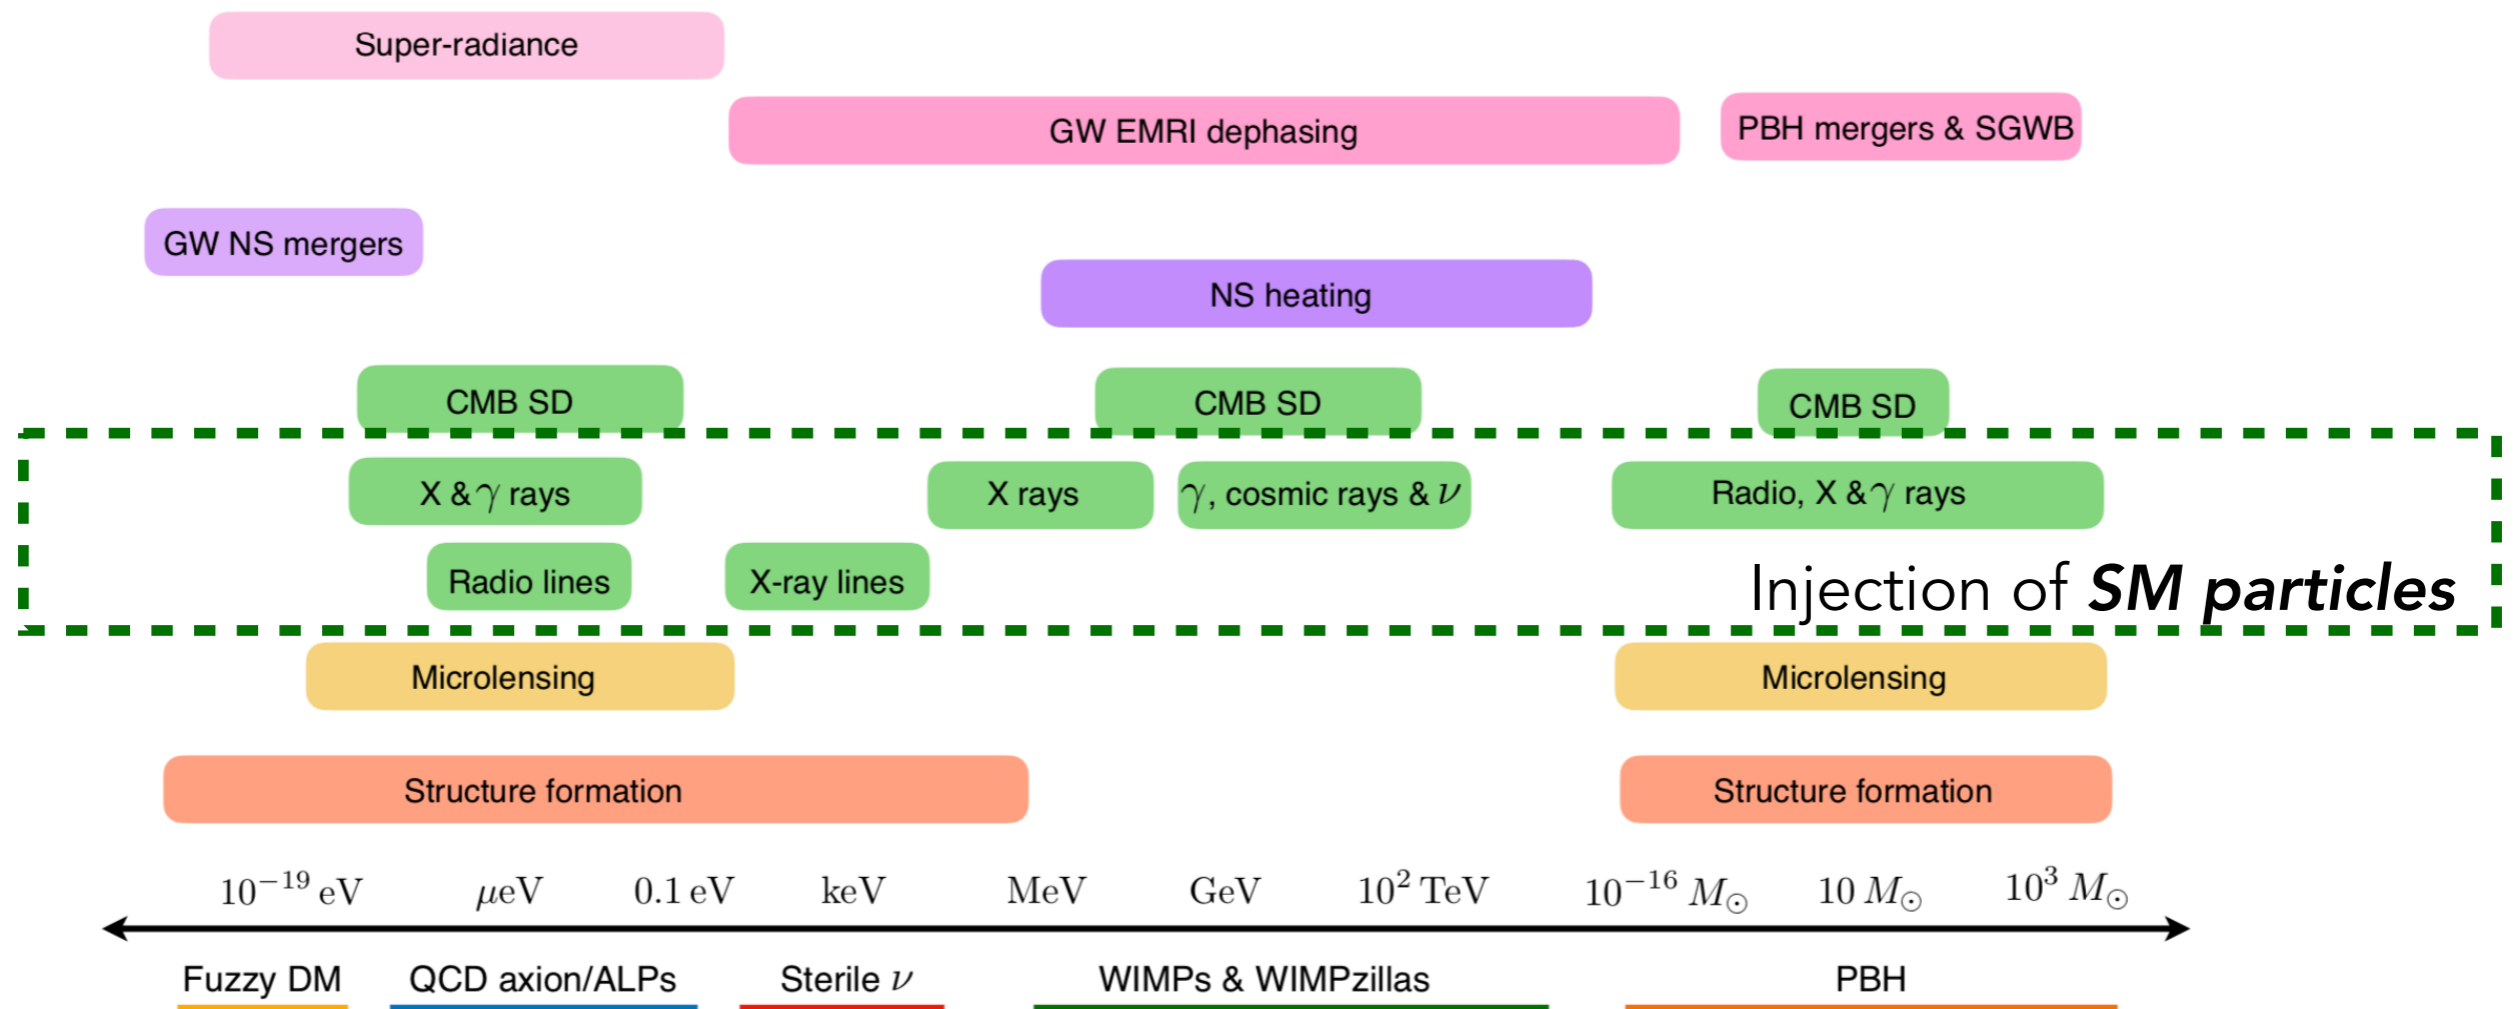 Super-radiance
GW EMRI dephasing
PBH mergers & SGWB
GW NS mergers
NS heating
CMB SD
CMB SD
CMB SD
X & γ rays
X rays
γ, cosmic rays & ν
Radio, X & γ rays
Radio lines
X-ray lines
Injection of SM particles
Microlensing
Microlensing
Structure formation
Structure formation
10⁻¹⁹ eV
μeV
0.1 eV
keV
MeV
GeV
10² TeV
10⁻¹⁶ M⊙
10 M⊙
10³ M⊙
Fuzzy DM
QCD axion/ALPs
Sterile ν
WIMPs & WIMPzillas
PBH